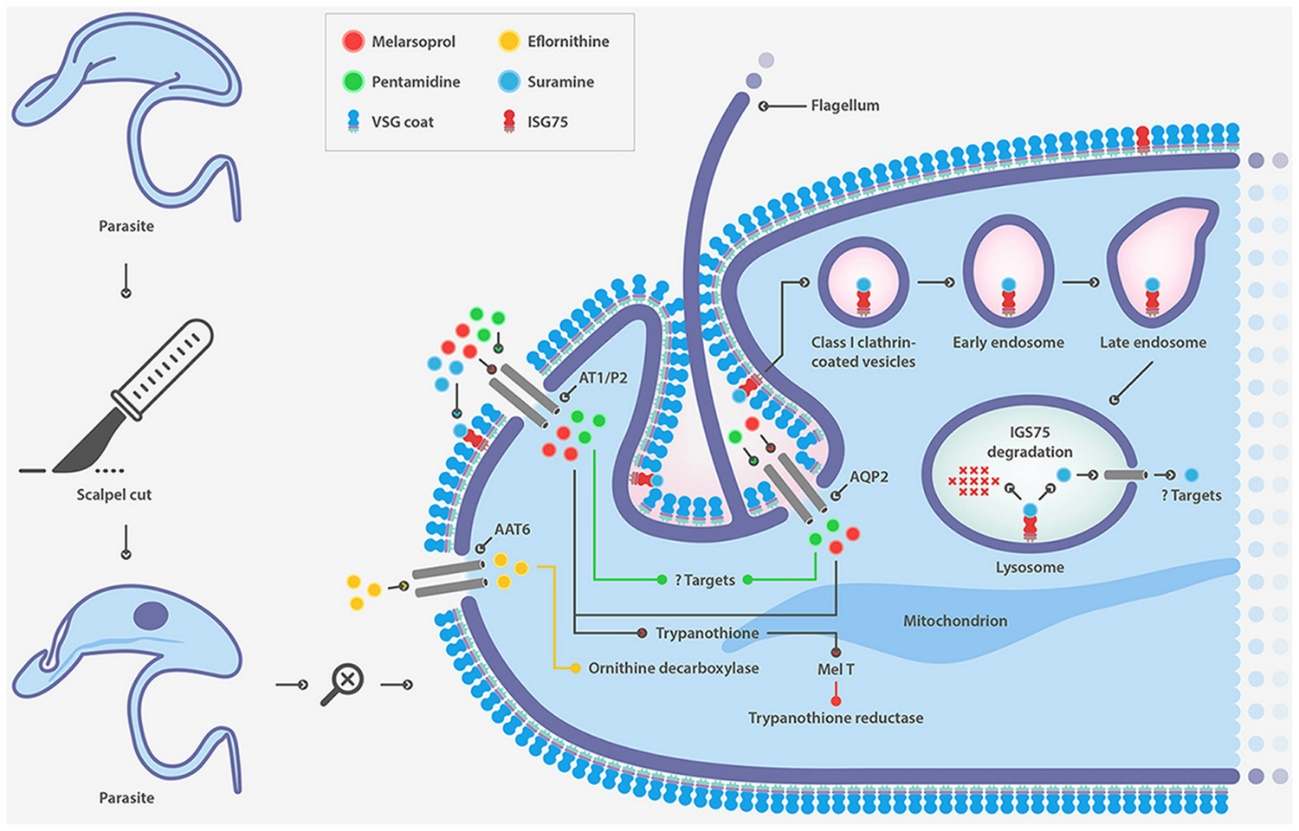 Melarsoprol
Eflornithine
Pentamidine
Suramine
VSG coat
ISG75
Flagellum
Parasite
Scalpel cut
Parasite
AT1/P2
AAT6
AQP2
Class I clathrin-
coated vesicles
Early endosome
Late endosome
IGS75
degradation
? Targets
Lysosome
? Targets
Mitochondrion
Trypanothione
Ornithine decarboxylase
Mel T
Trypanothione reductase